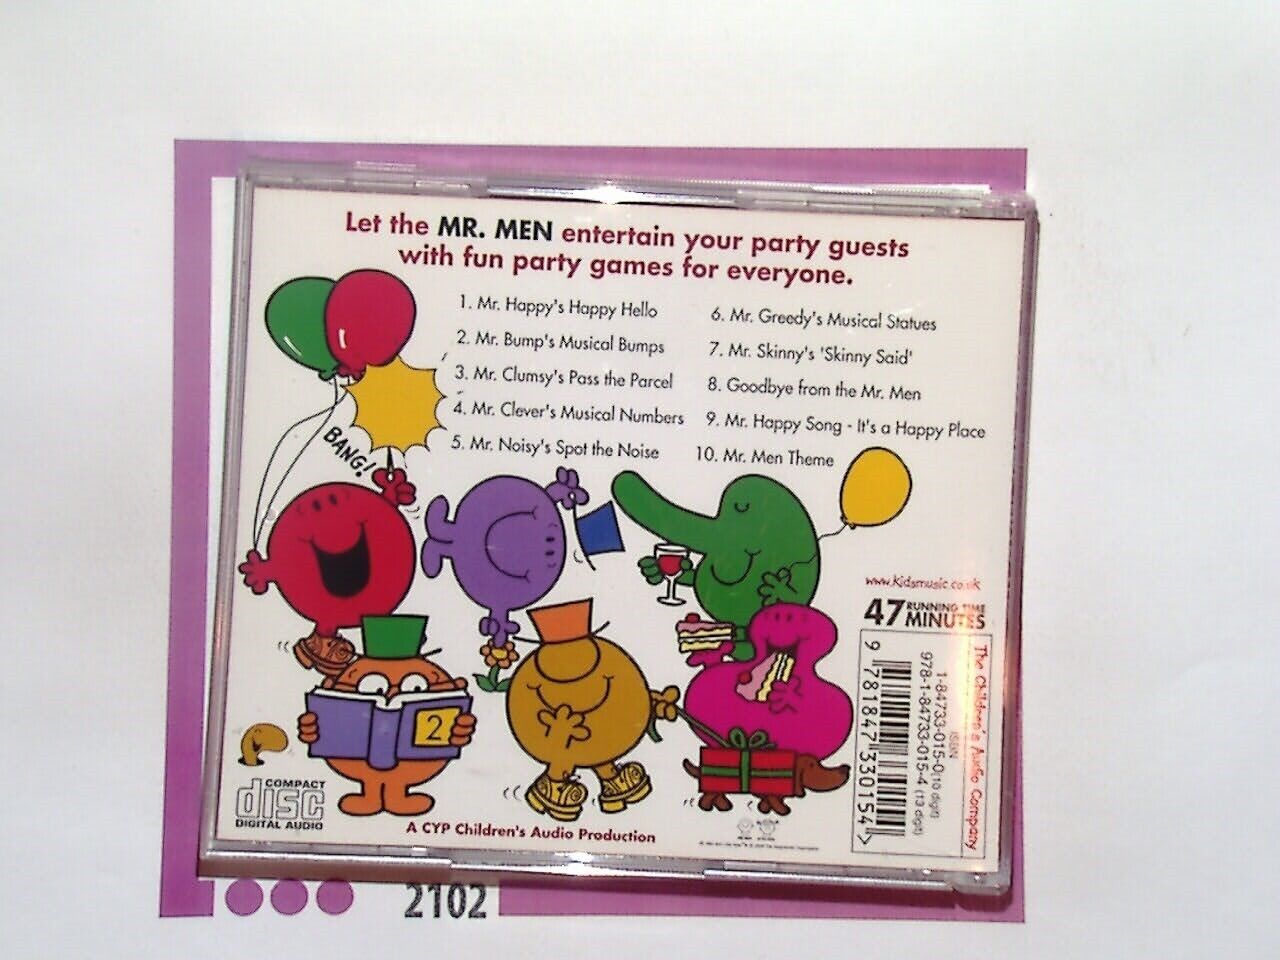 Let the MR. MEN entertain your party guests
with fun party games for everyone.
1. Mr. Happy's Happy Hello
2. Mr. Bump's Musical Bumps
3. Mr. Clumsy's Pass the Parcel
4. Mr. Clever's Musical Numbers
5. Mr. Noisy's Spot the Noise
6. Mr. Greedy's Musical Statues
7. Mr. Skinny's 'Skinny Said'
8. Goodbye from the Mr. Men
9. Mr. Happy Song - It's a Happy Place
10. Mr. Men Theme
BANG!
www.kidsmusic.co.uk
47 RUNNING TIME
MINUTES
The Children's Audio Company
ISBN
1-84733-015-0 (10 digit)
978-1-84733-015-4 (13 digit)
9 781847 330154 >
2
COMPACT
disc
DIGITAL AUDIO
A CYP Children's Audio Production
2102